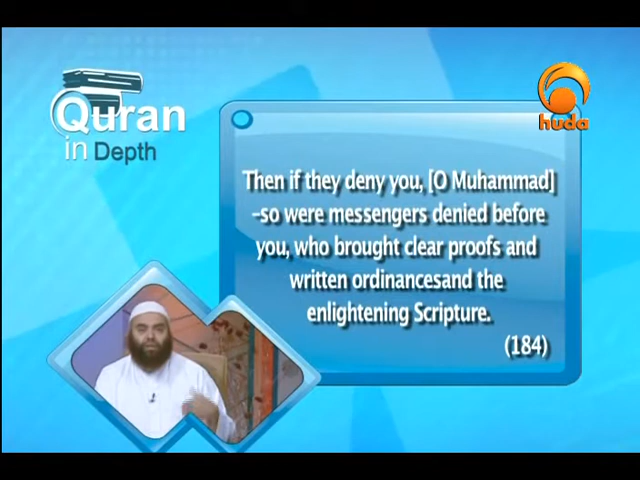 Quran
in Depth
huda
Then if they deny you, [O Muhammad]
-so were messengers denied before
you, who brought clear proofs and
written ordinancesand the
enlightening Scripture.
(184)